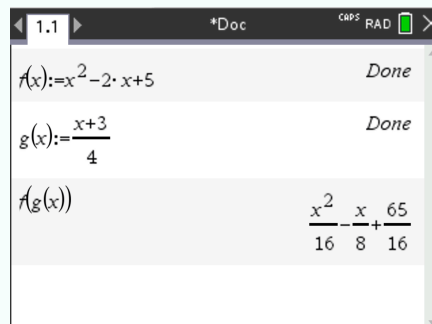 1.1 *Doc CAPS RAD
f(x):=x²−2·x+5 Done
g(x):=(x+3)/4 Done
f(g(x)) x²/16−x/8+65/16